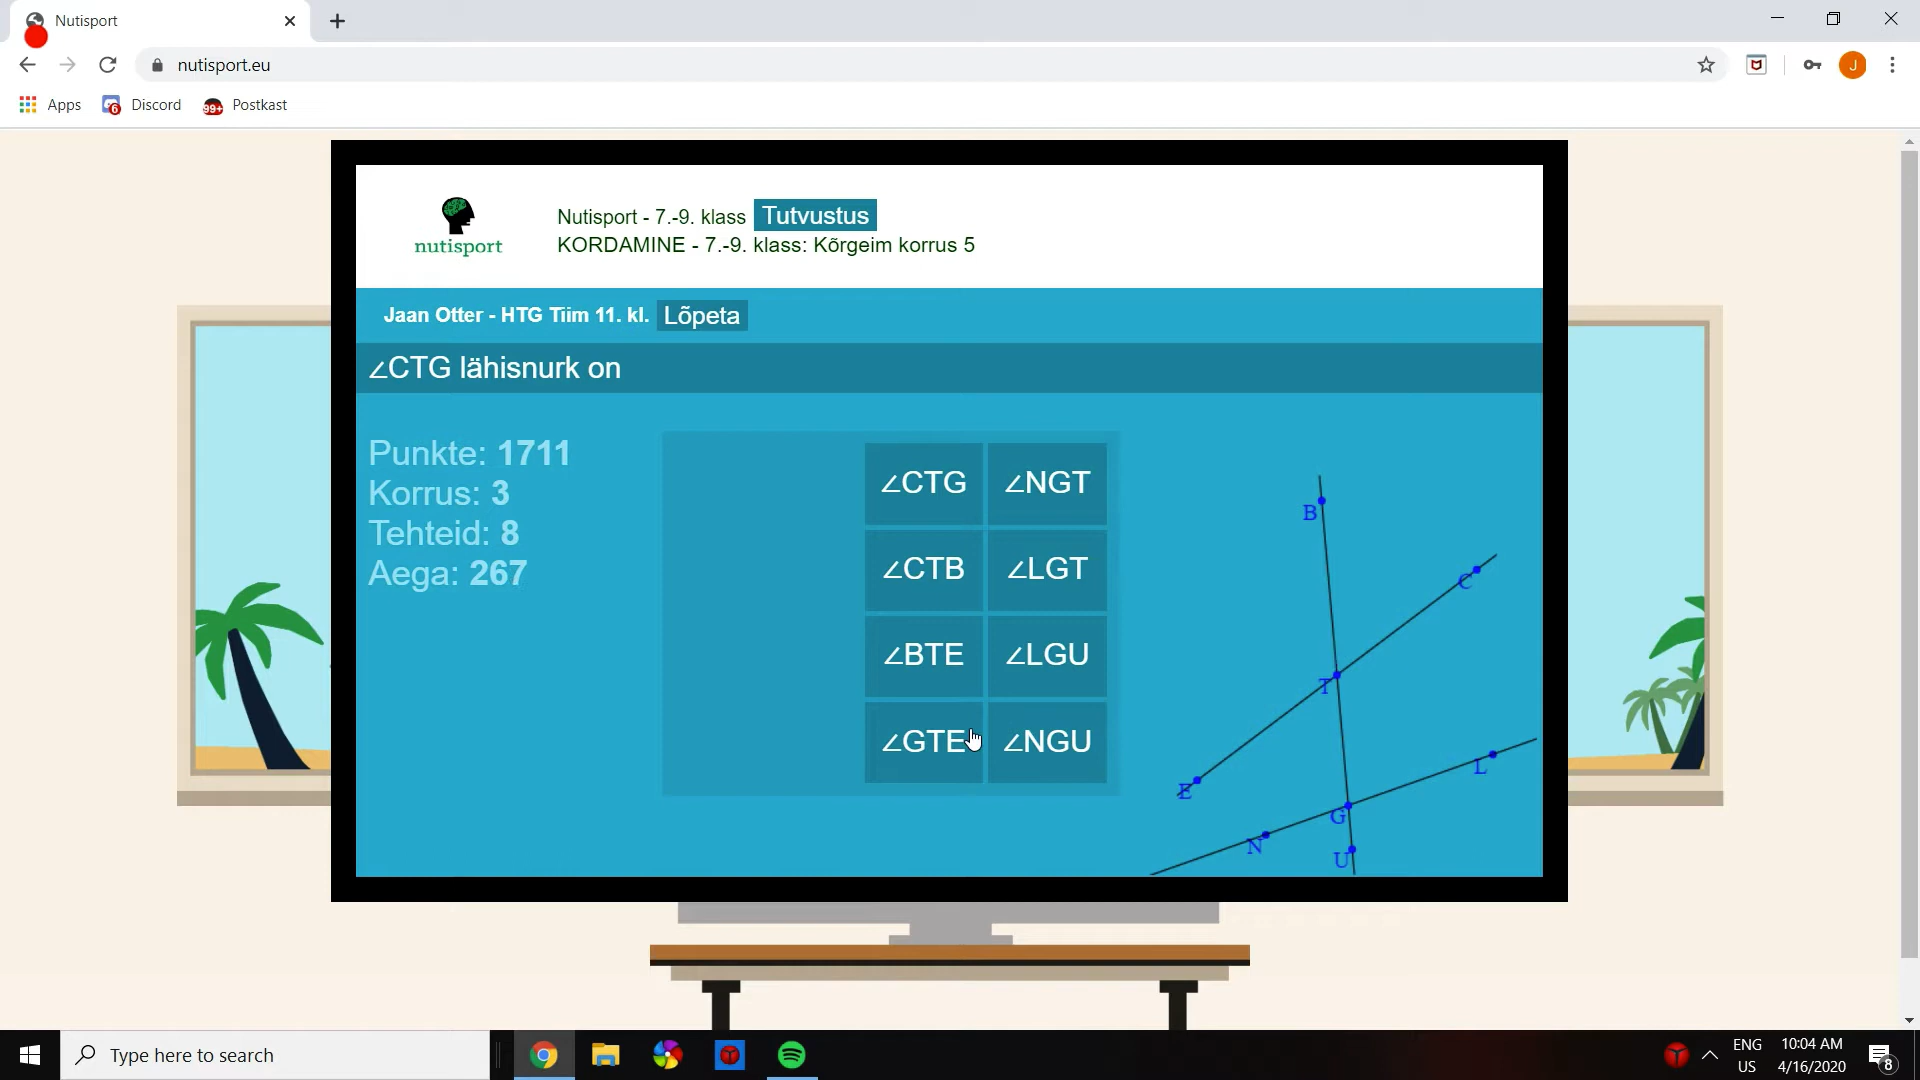 Nutisport
nutisport.eu
Apps
6
Discord
99+
Postkast
J
nutisport
Nutisport - 7.-9. klass Tutvustus
KORDAMINE - 7.-9. klass: Kõrgeim korrus 5
Jaan Otter - HTG Tiim 11. kl. Lõpeta
∠CTG lähisnurk on
Punkte: 1711
Korrus: 3
Tehteid: 8
Aega: 267
∠CTG ∠NGT
∠CTB ∠LGT
∠BTE ∠LGU
∠GTE ∠NGU
B
C
T
E
L
G
N
U
Type here to search
ENG
US
10:04 AM
4/16/2020
8